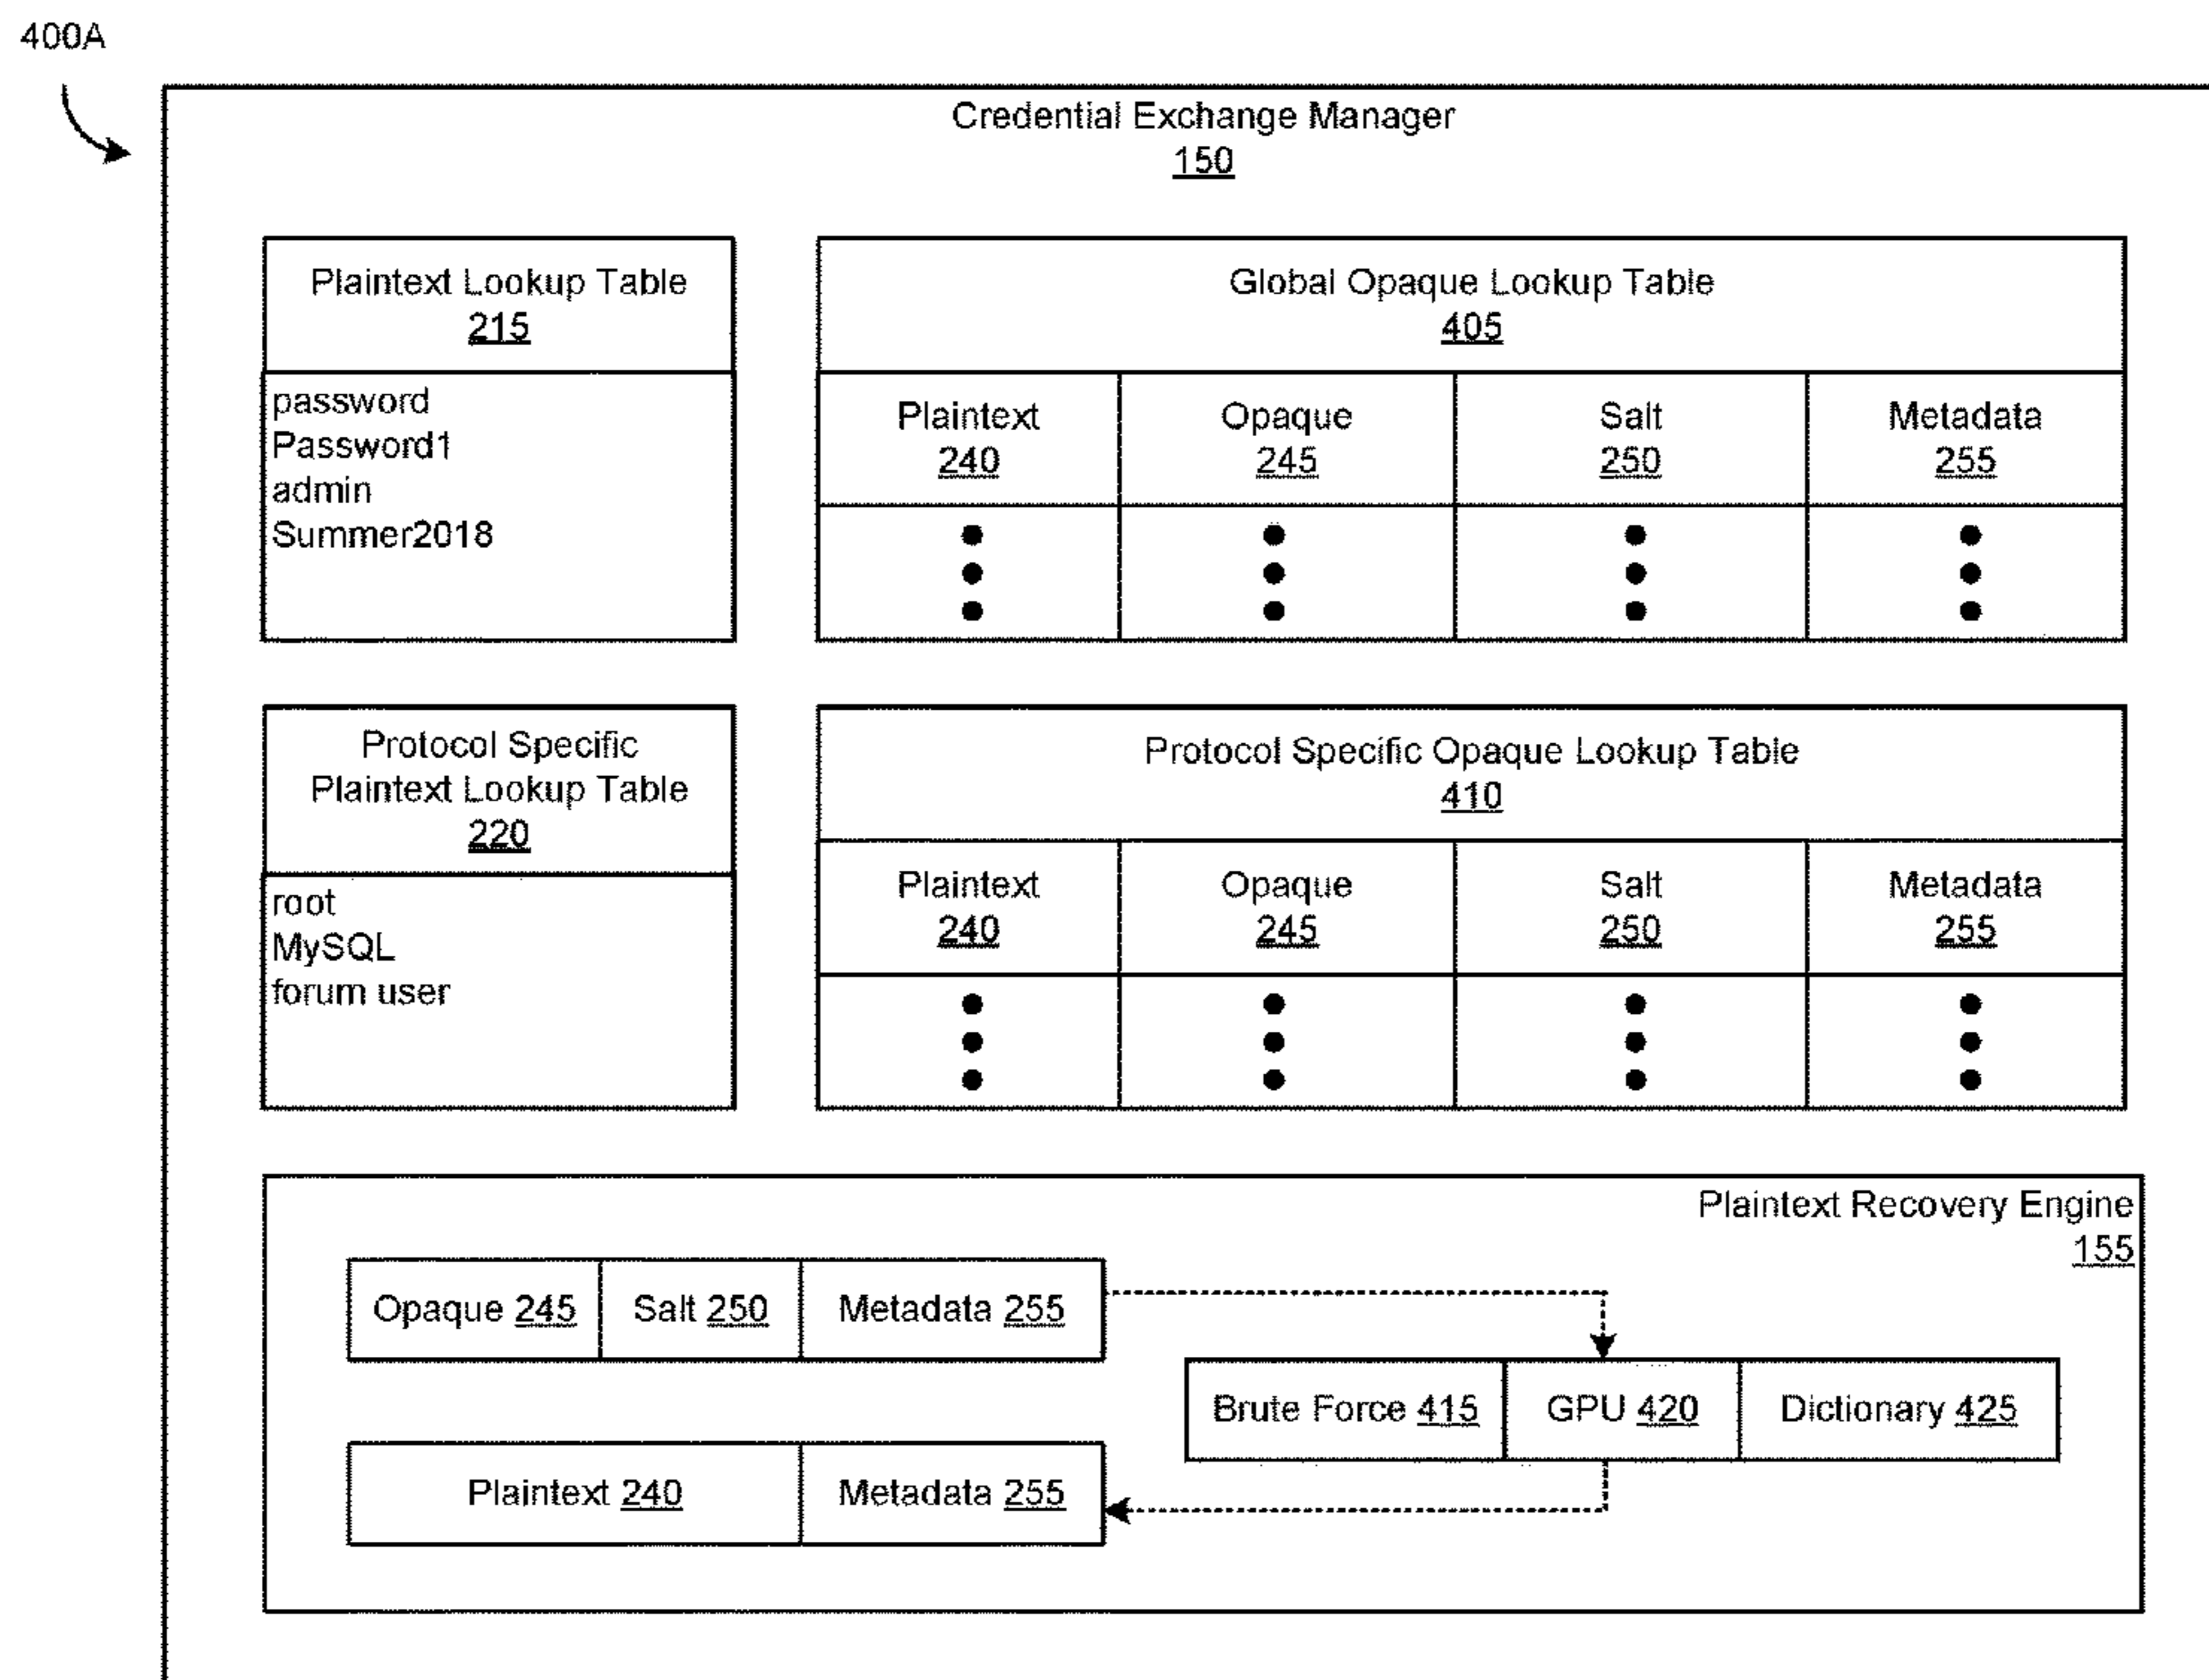 400A
Credential Exchange Manager
150
Plaintext Lookup Table
215
password
Password1
admin
Summer2018
Global Opaque Lookup Table
405
Plaintext
240
Opaque
245
Salt
250
Metadata
255
Protocol Specific
Plaintext Lookup Table
220
root
MySQL
forum user
Protocol Specific Opaque Lookup Table
410
Plaintext
240
Opaque
245
Salt
250
Metadata
255
Plaintext Recovery Engine
155
Opaque 245
Salt 250
Metadata 255
Brute Force 415
GPU 420
Dictionary 425
Plaintext 240
Metadata 255